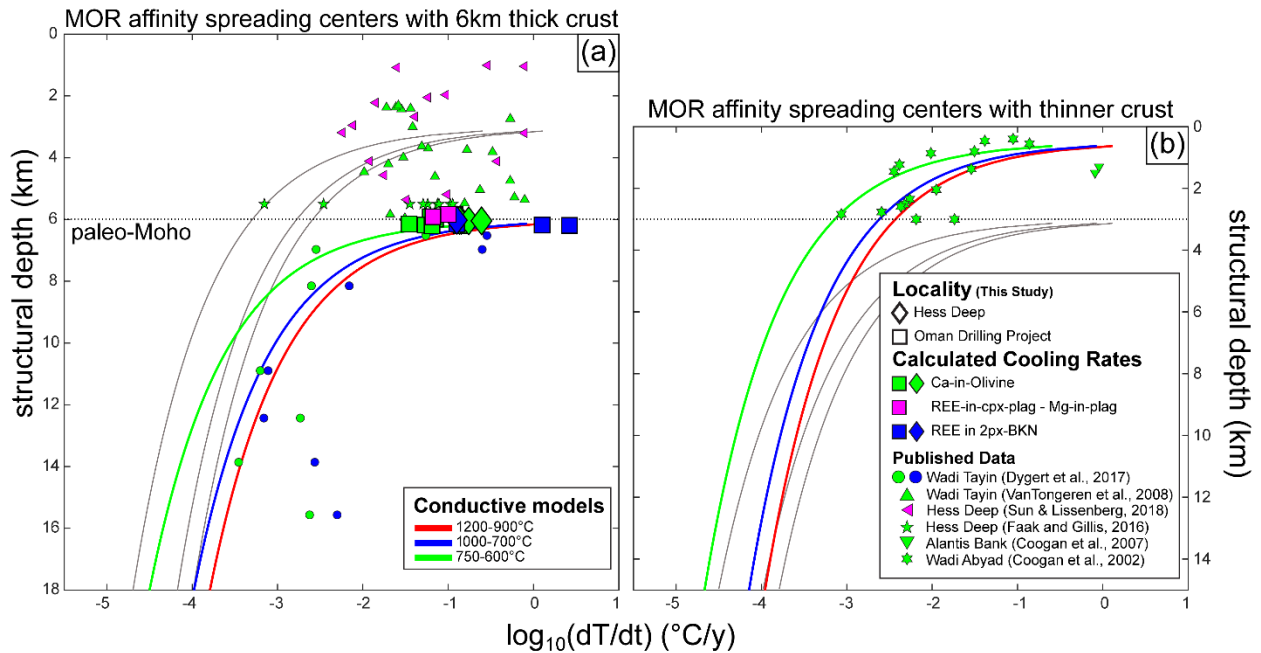 MOR affinity spreading centers with 6km thick crust
(a)
0
2
4
6
8
10
12
14
16
18
structural depth (km)
paleo-Moho
Conductive models
1200-900°C
1000-700°C
750-600°C
-5
-4
-3
-2
-1
0
1
MOR affinity spreading centers with thinner crust
(b)
0
2
4
6
8
10
12
14
structural depth (km)
Locality (This Study)
Hess Deep
Oman Drilling Project
Calculated Cooling Rates
Ca-in-Olivine
REE-in-cpx-plag - Mg-in-plag
REE in 2px-BKN
Published Data
Wadi Tayin (Dygert et al., 2017)
Wadi Tayin (VanTongeren et al., 2008)
Hess Deep (Sun & Lissenberg, 2018)
Hess Deep (Faak and Gillis, 2016)
Alantis Bank (Coogan et al., 2007)
Wadi Abyad (Coogan et al., 2002)
-5
-4
-3
-2
-1
0
1
log10(dT/dt) (°C/y)